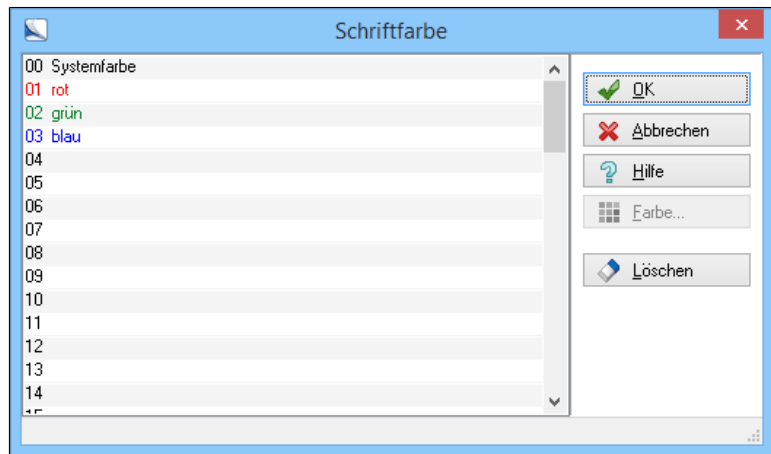 Schriftfarbe
00 Systemfarbe
01 rot
02 grün
03 blau
04
05
06
07
08
09
10
11
12
13
14
OK
Abbrechen
Hilfe
Farbe...
Löschen